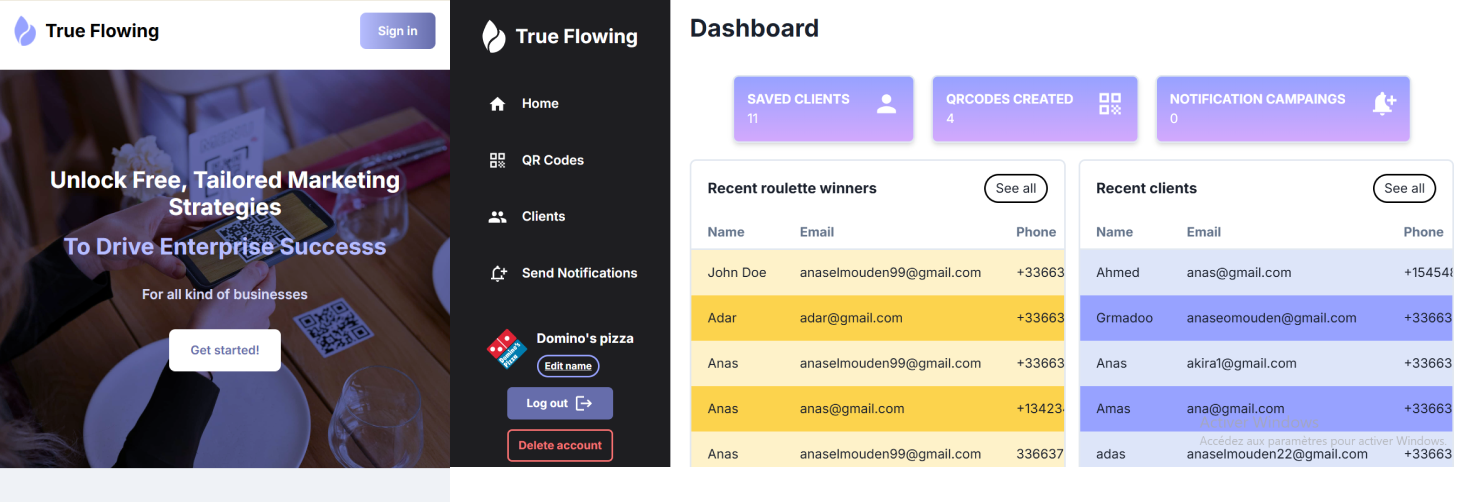 True Flowing
Sign in
Unlock Free, Tailored Marketing
Strategies
To Drive Enterprise Successs
For all kind of businesses
Get started!
True Flowing
Home
QR Codes
Clients
Send Notifications
Domino's
Pizza
Domino's pizza
Edit name
Log out
Delete account
Dashboard
SAVED CLIENTS
11
QRCODES CREATED
4
NOTIFICATION CAMPAINGS
0
Recent roulette winners
See all
Name Email Phone
John Doe anaselmouden99@gmail.com +33663
Adar adar@gmail.com +33663
Anas anaselmouden99@gmail.com +33663
Anas anas@gmail.com +13234
Anas anaselmouden99@gmail.com 336637
Recent clients
See all
Name Email Phone
Ahmed anas@gmail.com +154548
Grmadoo anaseomouden@gmail.com +33663
Anas akira1@gmail.com +33663
Amas ana@gmail.com +33663
Activer Windows
Accédez aux paramètres pour activer Windows.
adas anaselmouden22@gmail.com +33663